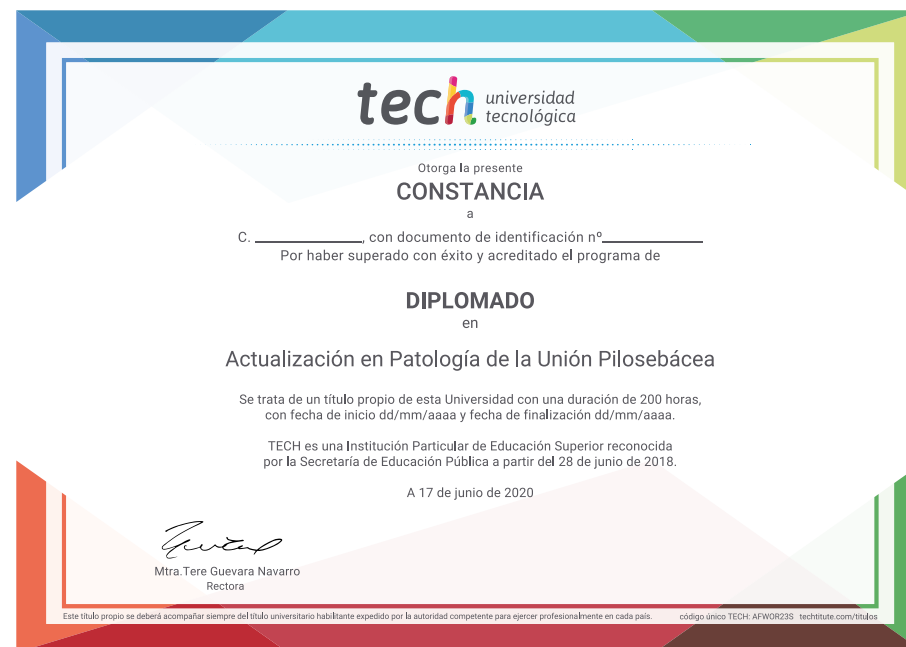 tech universidad
tecnológica
Otorga la presente
CONSTANCIA
a
C. ____________, con documento de identificación nº____________
Por haber superado con éxito y acreditado el programa de
DIPLOMADO
en
Actualización en Patología de la Unión Pilosebácea
Se trata de un título propio de esta Universidad con una duración de 200 horas,
con fecha de inicio dd/mm/aaaa y fecha de finalización dd/mm/aaaa.
TECH es una Institución Particular de Educación Superior reconocida
por la Secretaría de Educación Pública a partir del 28 de junio de 2018.
A 17 de junio de 2020
Mtra.Tere Guevara Navarro
Rectora
Este título propio se deberá acompañar siempre del título universitario habilitante expedido por la autoridad competente para ejercer profesionalmente en cada país. código único TECH: AFWOR23S techtitute.com/titulos